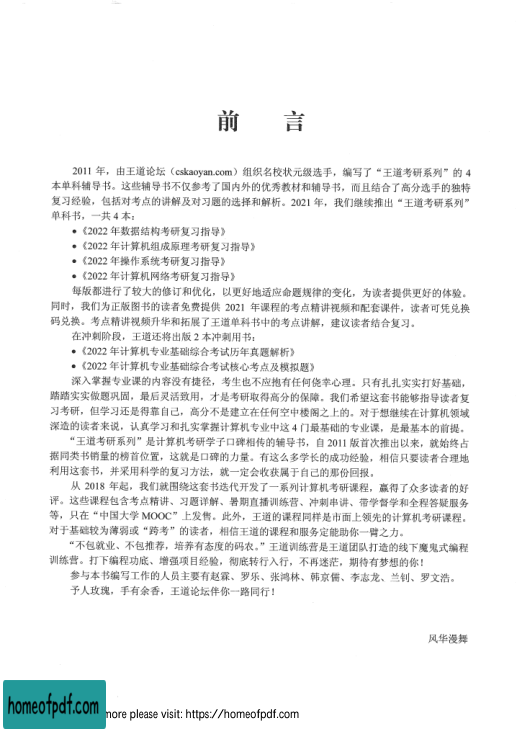 前 言
2011 年，由王道论坛（cskaoyan.com）组织名校状元级选手，编写了“王道考研系列”的 4
本单科辅导书。这些辅导书不仅参考了国内外的优秀教材和辅导书，而且结合了高分选手的独特
复习经验，包括对考点的讲解及对习题的选择和解析。2021 年，我们继续推出“王道考研系列”
单科书，一共 4 本：
●《2022 年数据结构考研复习指导》
●《2022 年计算机组成原理考研复习指导》
●《2022 年操作系统考研复习指导》
●《2022 年计算机网络考研复习指导》
每版都进行了较大的修订和优化，以更好地适应命题规律的变化，为读者提供更好的体验。
同时，我们为正版图书的读者免费提供 2021 年课程的考点精讲视频和配套课件，读者可凭兑换
码兑换。考点精讲视频升华和拓展了王道单科书中的考点讲解，建议读者结合复习。
在冲刺阶段，王道还将出版 2 本冲刺用书：
●《2022 年计算机专业基础综合考试历年真题解析》
●《2022 年计算机专业基础综合考试核心考点及模拟题》
深入掌握专业课的内容没有捷径，考生也不应抱有任何侥幸心理。只有扎扎实实打好基础，
踏踏实实做题巩固，最后灵活致用，才是考研取得高分的保障。我们希望这套书能够指导读者复
习考研，但学习还是得靠自己，高分不是建立在任何空中楼阁之上的。对于想继续在计算机领域
深造的读者来说，认真学习和扎实掌握计算机专业中这 4 门最基础的专业课，是最基本的前提。
“王道考研系列”是计算机考研学子口碑相传的辅导书，自 2011 版首次推出以来，就始终占
据同类书销量的榜首位置，这就是口碑的力量。有这么多学长的成功经验，相信只要读者合理地
利用这套书，并采用科学的复习方法，就一定会收获属于自己的那份回报。
从 2018 年起，我们就围绕这套书迭代开发了一系列计算机考研课程，赢得了众多读者的好
评。这些课程包含考点精讲、习题详解、暑期直播训练营、冲刺串讲、带学督学和全程答疑服务
等，只在“中国大学 MOOC”上发售。此外，王道的课程同样是市面上领先的计算机考研课程。
对于基础较为薄弱或“跨考”的读者，相信王道的课程和服务定能助你一臂之力。
“不包就业、不包推荐，培养有态度的码农。”王道训练营是王道团队打造的线下魔鬼式编程
训练营。打下编程功底、增强项目经验，彻底转行入行，不再迷茫，期待有梦想的你！
参与本书编写工作的人员主要有赵霖、罗乐、张鸿林、韩京儒、李志龙、兰钊、罗文浩。
予人玫瑰，手有余香，王道论坛伴你一路同行！
风华漫舞
homeofpdf.com
more please visit: https://homeofpdf.com